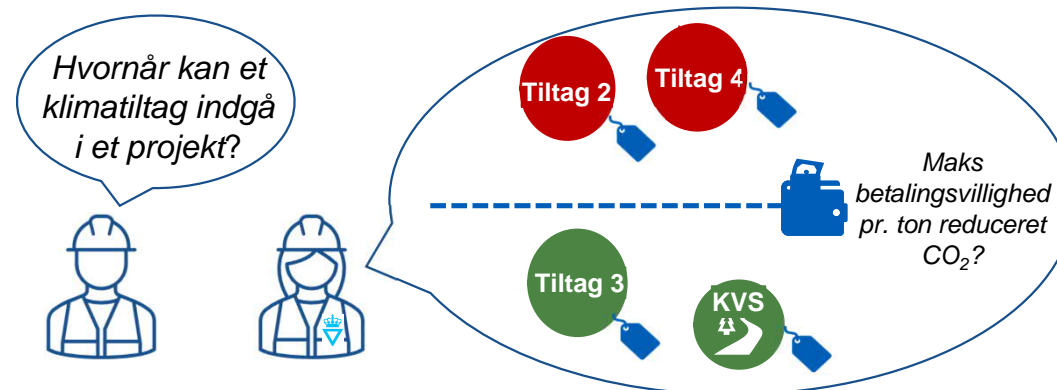 Hvornår kan et
klimatiltag indgå
i et projekt?
Tiltag 2
Tiltag 4
Maks
betalingsvillighed
pr. ton reduceret
CO₂?
Tiltag 3
KVS